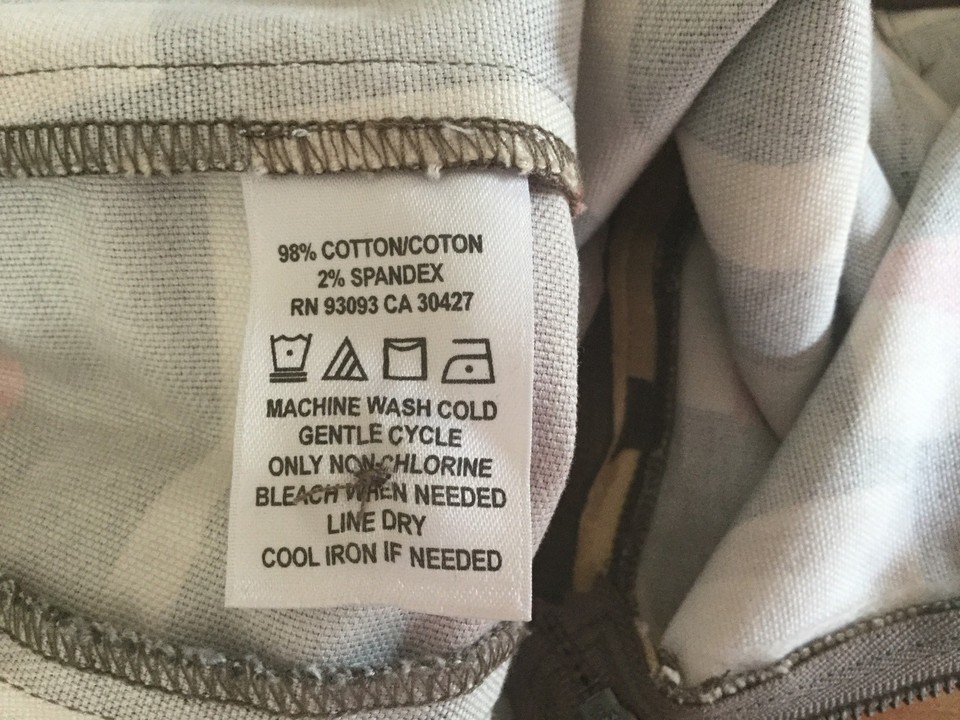 98% COTTON/COTON
2% SPANDEX
RN 93093 CA 30427
MACHINE WASH COLD
GENTLE CYCLE
ONLY NON-CHLORINE
BLEACH WHEN NEEDED
LINE DRY
COOL IRON IF NEEDED